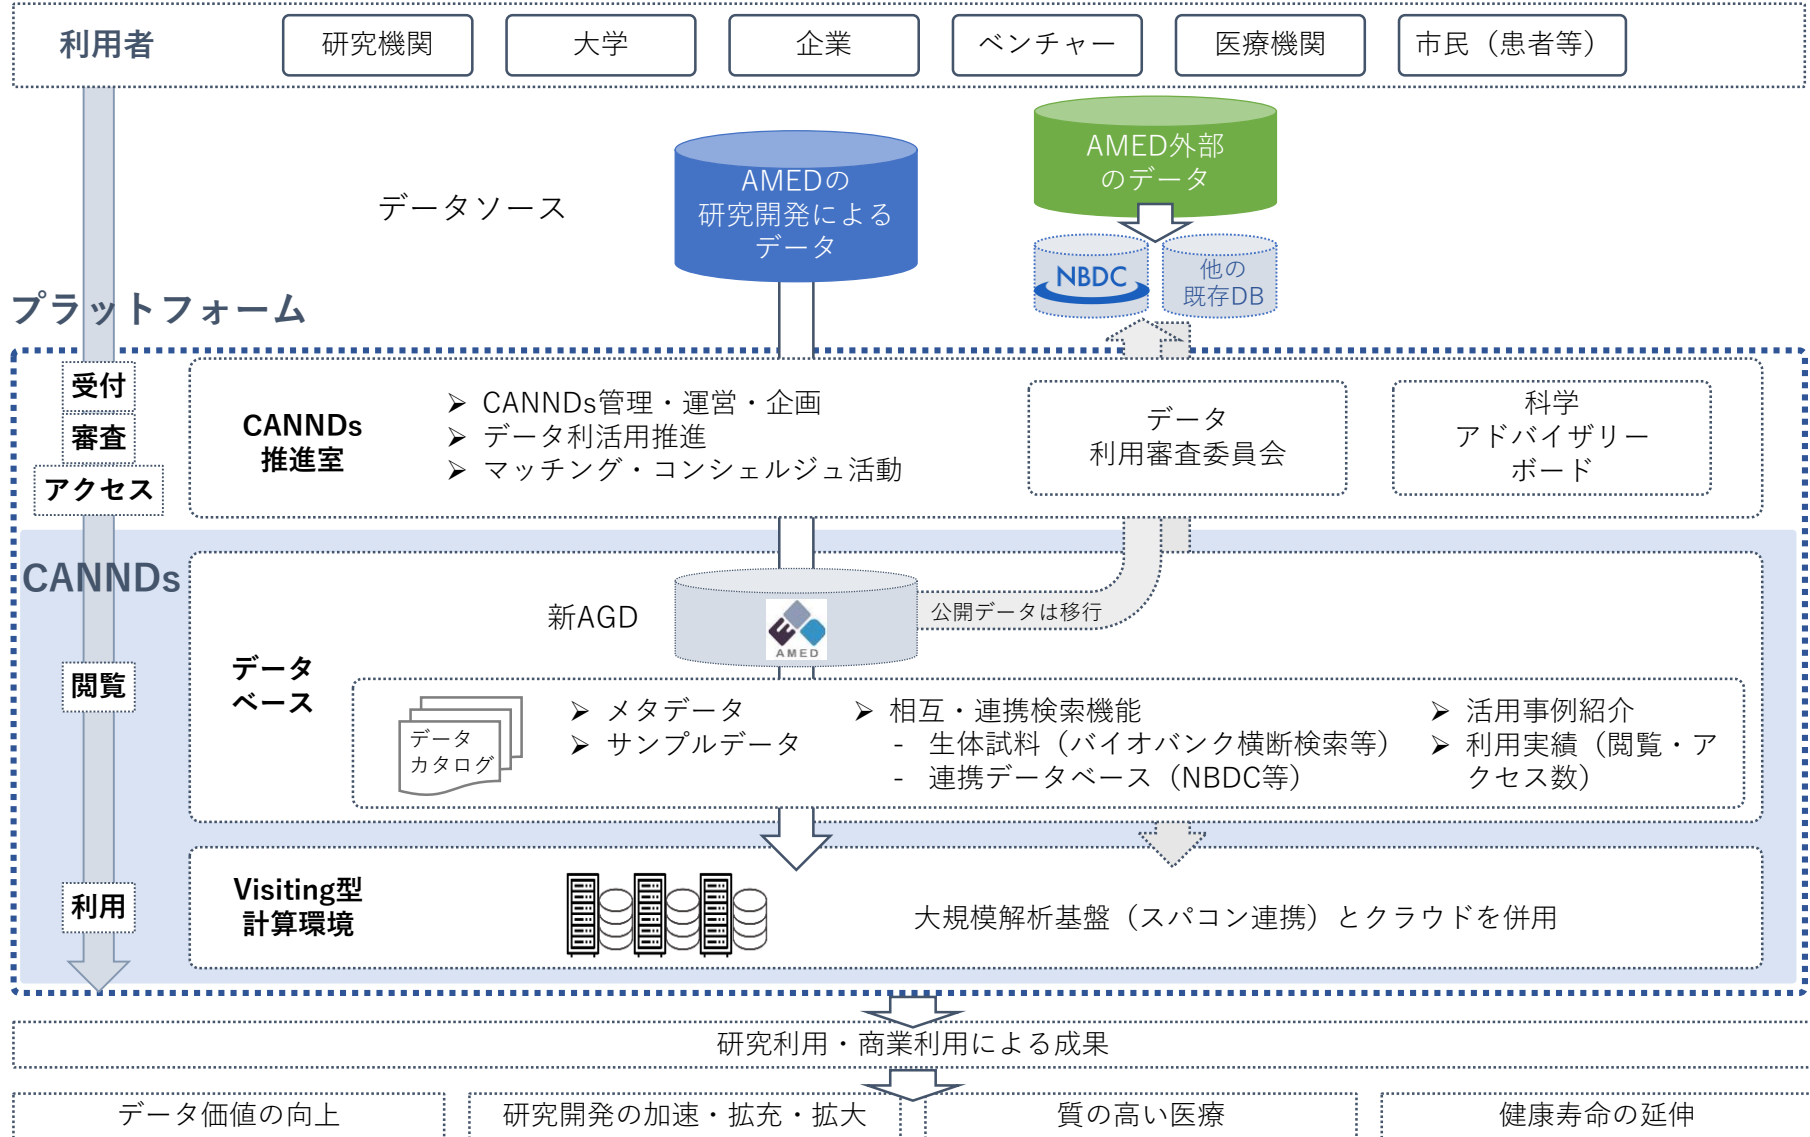 利用者
研究機関
大学
企業
ベンチャー
医療機関
市民（患者等）
データソース
AMEDの
研究開発による
データ
AMED外部
のデータ
NBDC
他の
既存DB
プラットフォーム
受付
審査
アクセス
CANNDs
推進室
➢ CANNDs管理・運営・企画
➢ データ利活用推進
➢ マッチング・コンシェルジュ活動
データ
利用審査委員会
科学
アドバイザリー
ボード
CANNDs
閲覧
利用
データ
ベース
新AGD
AMED
公開データは移行
データ
カタログ
➢ メタデータ
➢ サンプルデータ
➢ 相互・連携検索機能
- 生体試料（バイオバンク横断検索等）
- 連携データベース（NBDC等）
➢ 活用事例紹介
➢ 利用実績（閲覧・ア
クセス数）
Visiting型
計算環境
大規模解析基盤（スパコン連携）とクラウドを併用
研究利用・商業利用による成果
データ価値の向上
研究開発の加速・拡充・拡大
質の高い医療
健康寿命の延伸